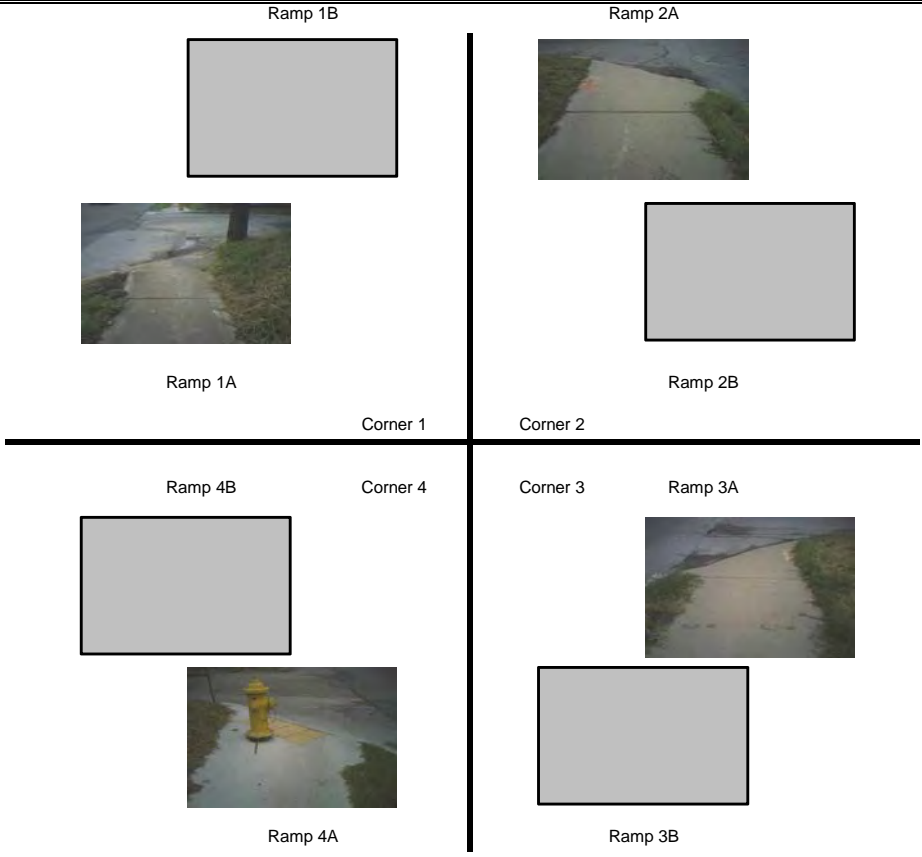 Ramp 1B Ramp 2A
Ramp 1A Ramp 2B
Corner 1 Corner 2
Ramp 4B Corner 4 Corner 3 Ramp 3A
Ramp 4A Ramp 3B